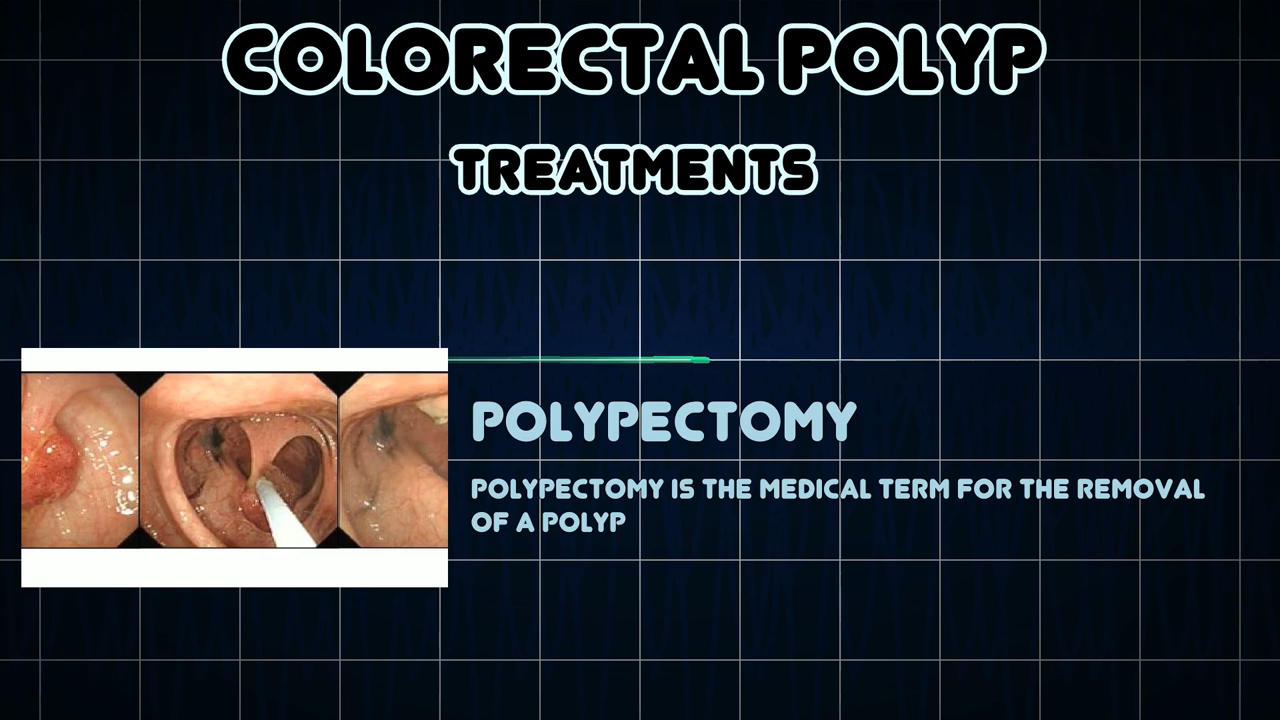 COLORECTAL POLYP
TREATMENTS
POLYPECTOMY
POLYPECTOMY IS THE MEDICAL TERM FOR THE REMOVAL
OF A POLYP